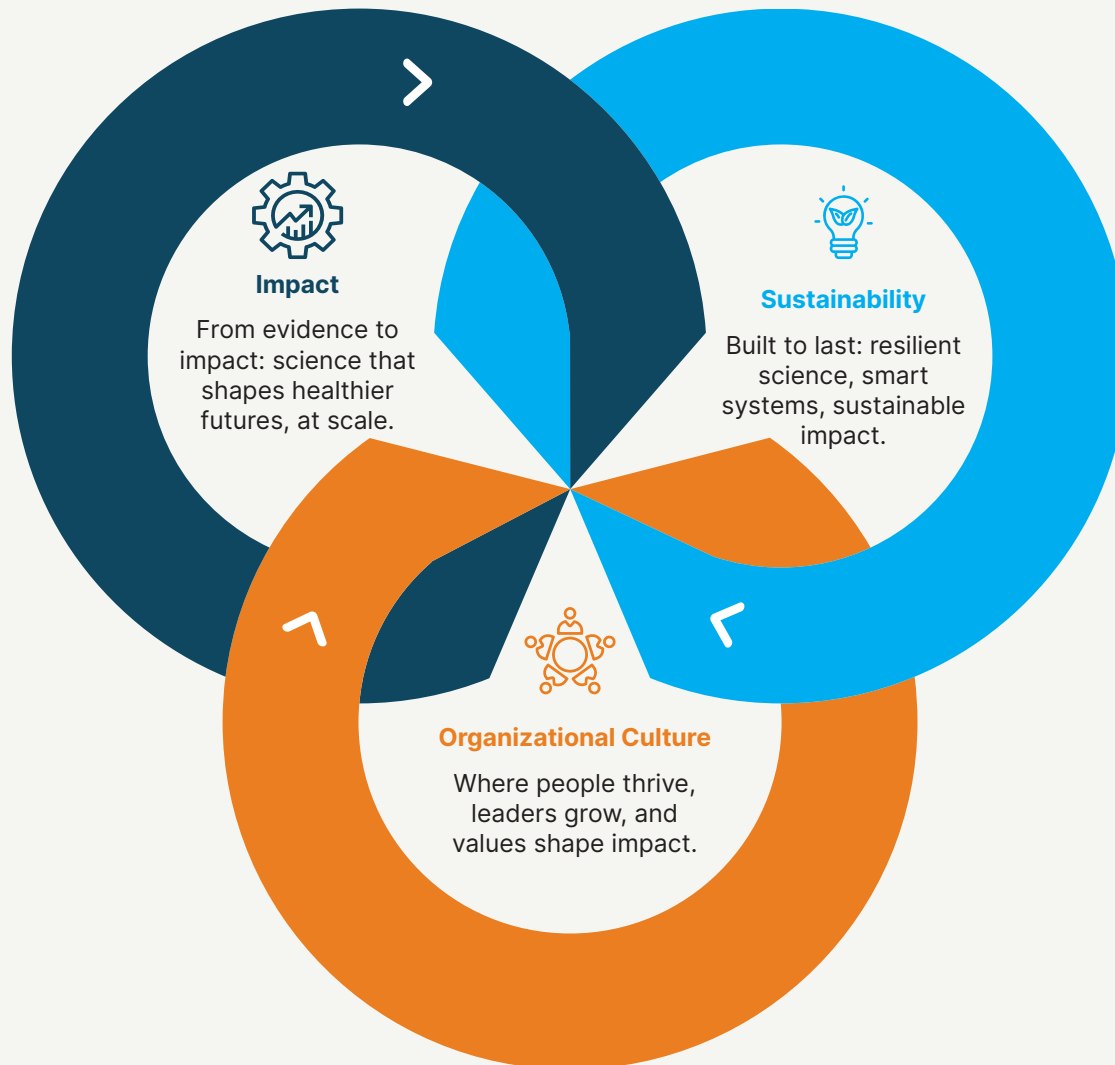 Impact
From evidence to
impact: science that
shapes healthier
futures, at scale.
Sustainability
Built to last: resilient
science, smart
systems, sustainable
impact.
Organizational Culture
Where people thrive,
leaders grow, and
values shape impact.